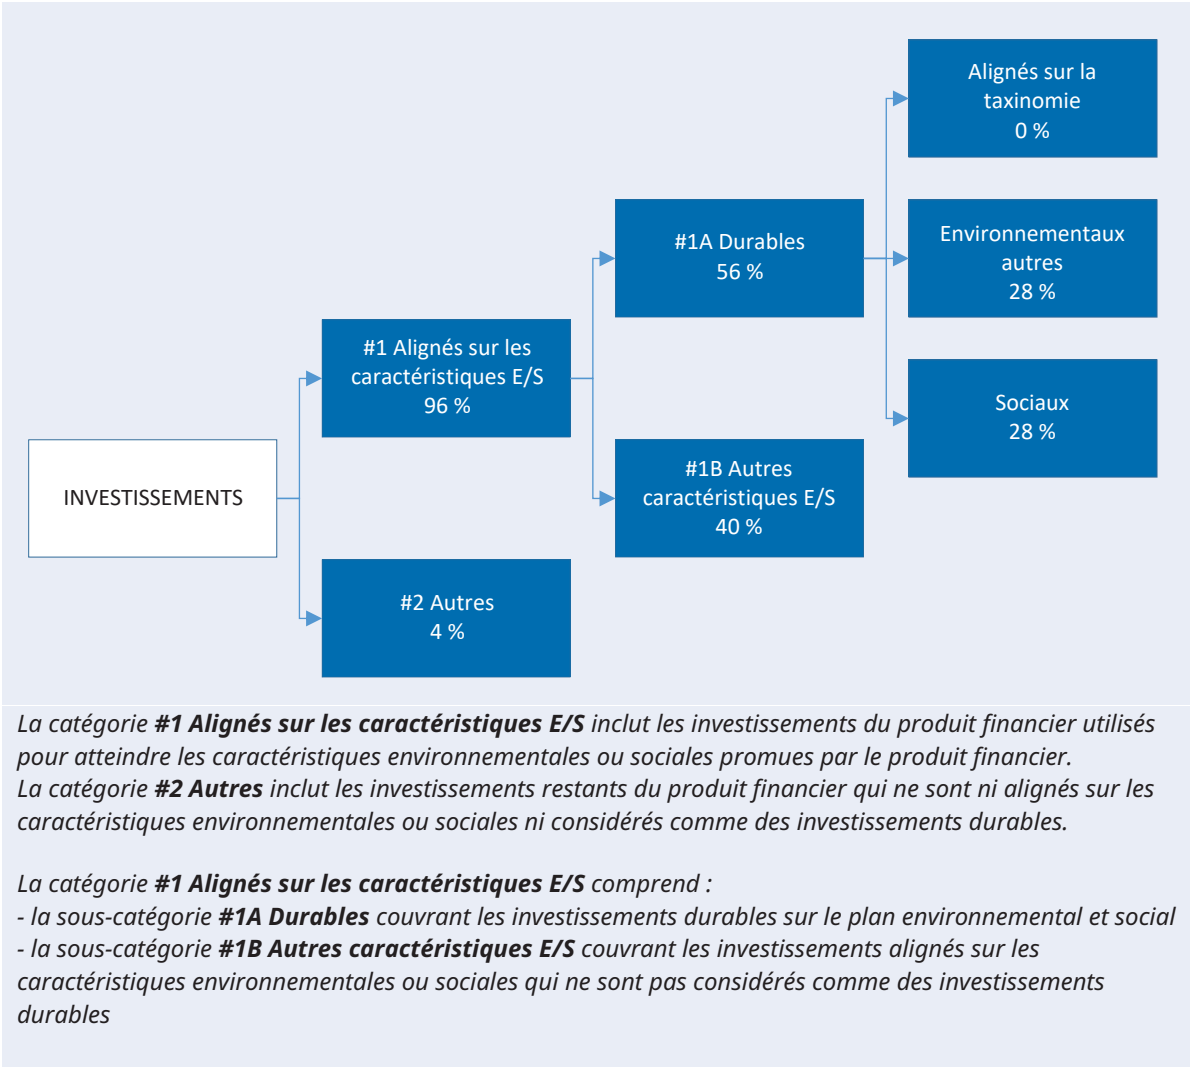 INVESTISSEMENTS
#1 Alignés sur les
caractéristiques E/S
96 %
#2 Autres
4 %
#1A Durables
56 %
#1B Autres
caractéristiques E/S
40 %
Alignés sur la
taxinomie
0 %
Environnementaux
autres
28 %
Sociaux
28 %
La catégorie #1 Alignés sur les caractéristiques E/S inclut les investissements du produit financier utilisés
pour atteindre les caractéristiques environnementales ou sociales promues par le produit financier.
La catégorie #2 Autres inclut les investissements restants du produit financier qui ne sont ni alignés sur les
caractéristiques environnementales ou sociales ni considérés comme des investissements durables.
La catégorie #1 Alignés sur les caractéristiques E/S comprend :
- la sous-catégorie #1A Durables couvrant les investissements durables sur le plan environnemental et social
- la sous-catégorie #1B Autres caractéristiques E/S couvrant les investissements alignés sur les
caractéristiques environnementales ou sociales qui ne sont pas considérés comme des investissements
durables